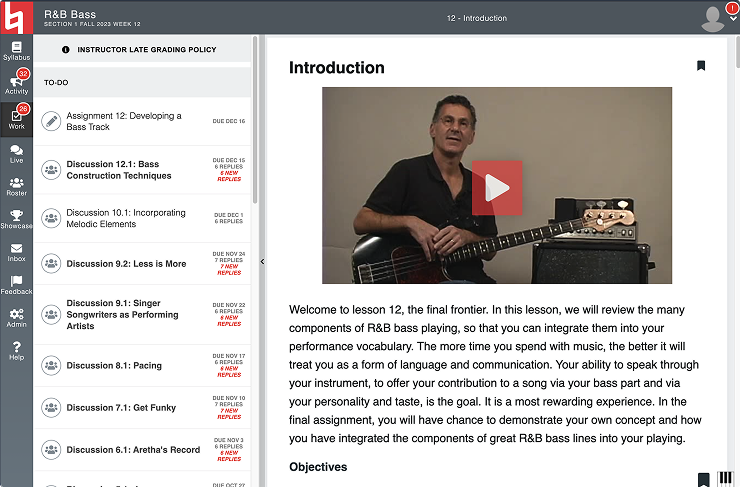 R&B Bass
SECTION 1 FALL 2023 WEEK 12
12 - Introduction
!
Syllabus
32
Activity
26
Work
Live
Roster
Showcase
Inbox
Feedback
Admin
?
Help
INSTRUCTOR LATE GRADING POLICY
TO-DO
Assignment 12: Developing a
Bass Track
DUE DEC 16
Discussion 12.1: Bass
Construction Techniques
DUE DEC 15
6 REPLIES
6 NEW
REPLIES
Discussion 10.1: Incorporating
Melodic Elements
DUE DEC 1
6 REPLIES
Discussion 9.2: Less is More
DUE NOV 24
7 REPLIES
7 NEW
REPLIES
Discussion 9.1: Singer
Songwriters as Performing
Artists
DUE NOV 22
6 REPLIES
6 NEW
REPLIES
Discussion 8.1: Pacing
DUE NOV 17
6 REPLIES
6 NEW
REPLIES
Discussion 7.1: Get Funky
DUE NOV 10
7 REPLIES
7 NEW
REPLIES
Discussion 6.1: Aretha's Record
DUE NOV 3
6 REPLIES
6 NEW
REPLIES
DUE OCT 27
Introduction
Welcome to lesson 12, the final frontier. In this lesson, we will review the many
components of R&B bass playing, so that you can integrate them into your
performance vocabulary. The more time you spend with music, the better it will
treat you as a form of language and communication. Your ability to speak through
your instrument, to offer your contribution to a song via your bass part and via
your personality and taste, is the goal. It is a most rewarding experience. In the
final assignment, you will have chance to demonstrate your own concept and how
you have integrated the components of great R&B bass lines into your playing.
Objectives